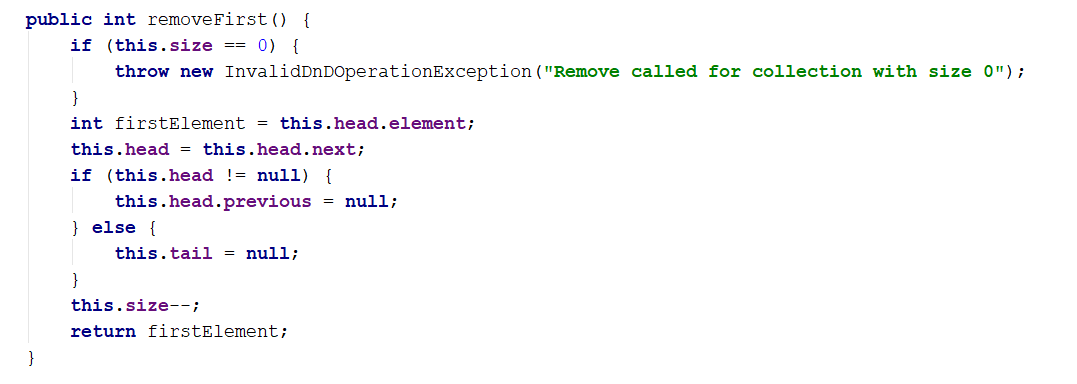 public int removeFirst() {
    if (this.size == 0) {
        throw new InvalidDnDOperationException("Remove called for collection with size 0");
    }
    int firstElement = this.head.element;
    this.head = this.head.next;
    if (this.head != null) {
        this.head.previous = null;
    } else {
        this.tail = null;
    }
    this.size--;
    return firstElement;
}